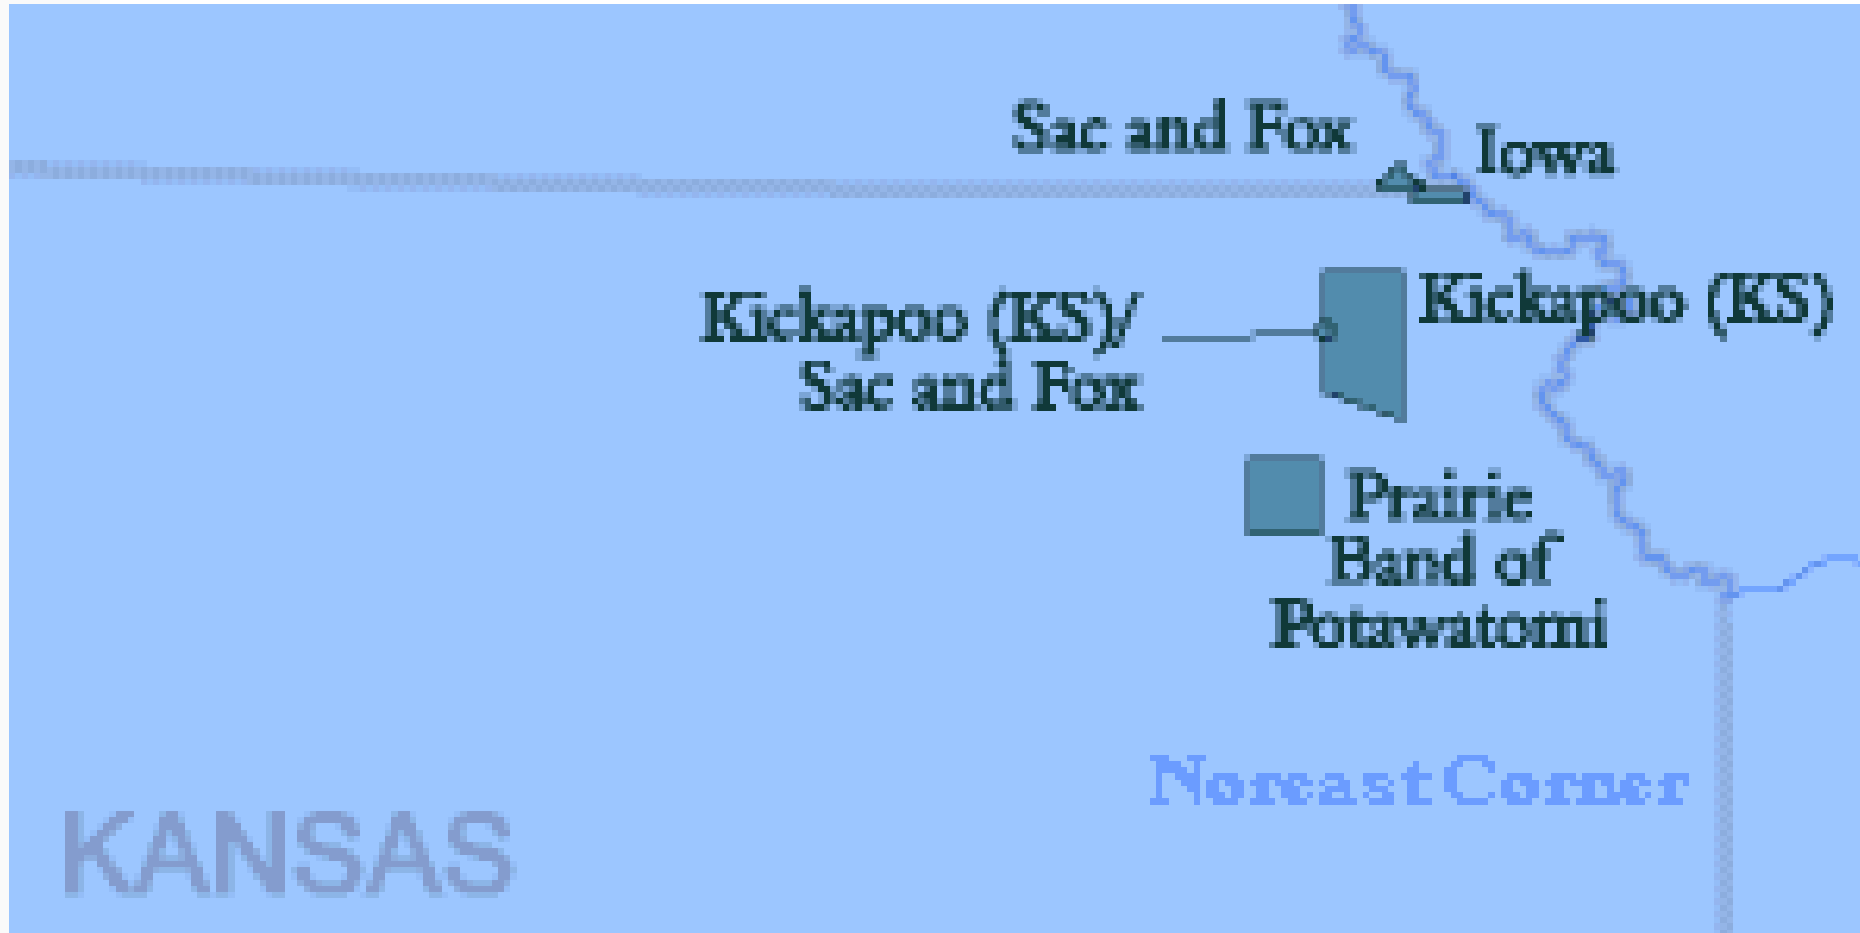 Sac and Fox
Iowa
Kickapoo (KS)/
Sac and Fox
Kickapoo (KS)
Prairie
Band of
Potawatomi
Noreast Corner
KANSAS